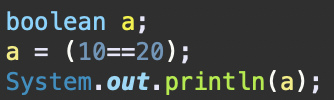 boolean a;
a = (10==20);
System.out.println(a);